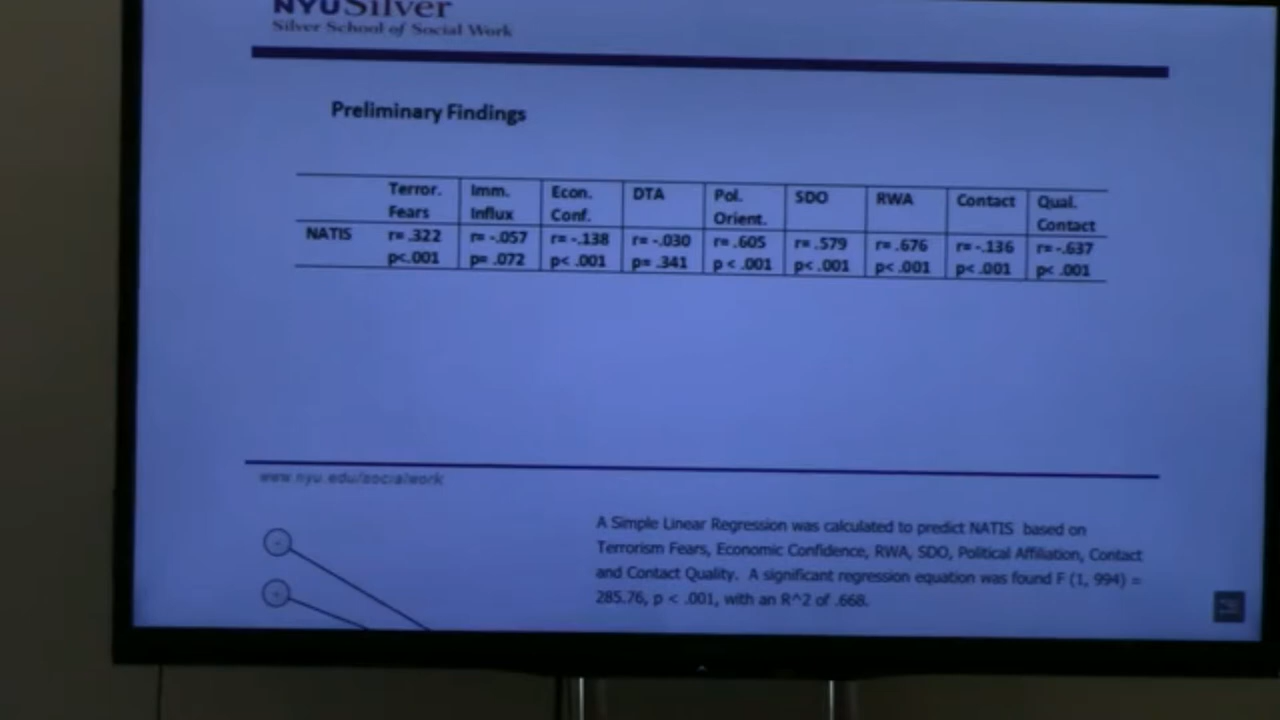 NYU Silver
Silver School of Social Work
Preliminary Findings
Terror. Fears | Imm. Influx | Econ. Conf. | DTA | Pol. Orient. | SDO | RWA | Contact | Qual. Contact
NATIS | r= .322 | r= -.057 | r= -.138 | r= -.030 | r= .605 | r= .579 | r= .676 | r= -.136 | r= -.637
p<.001 | p= .072 | p< .001 | p= .341 | p < .001 | p< .001 | p< .001 | p< .001 | p< .001
www.nyu.edu/socialwork
A Simple Linear Regression was calculated to predict NATIS based on
Terrorism Fears, Economic Confidence, RWA, SDO, Political Affiliation, Contact
and Contact Quality. A significant regression equation was found F (1, 994) =
285.76, p < .001, with an R^2 of .668.